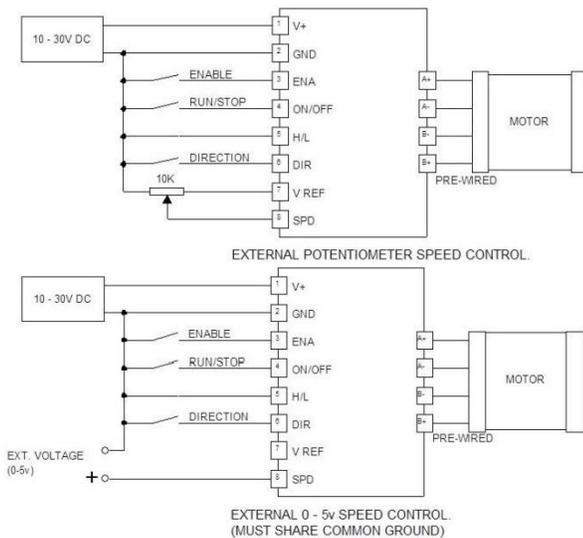 10 - 30V DC
1 V+
2 GND
ENABLE 3 ENA
RUN/STOP 4 ON/OFF
5 H/L
DIRECTION 6 DIR
10K 7 V REF
8 SPD
A+
A-
B-
B+
MOTOR
PRE-WIRED
EXTERNAL POTENTIOMETER SPEED CONTROL.
10 - 30V DC
1 V+
2 GND
ENABLE 3 ENA
RUN/STOP 4 ON/OFF
5 H/L
DIRECTION 6 DIR
7 V REF
EXT. VOLTAGE
(0-5v)
+ 8 SPD
A+
A-
B-
B+
MOTOR
PRE-WIRED
EXTERNAL 0 - 5v SPEED CONTROL.
(MUST SHARE COMMON GROUND)